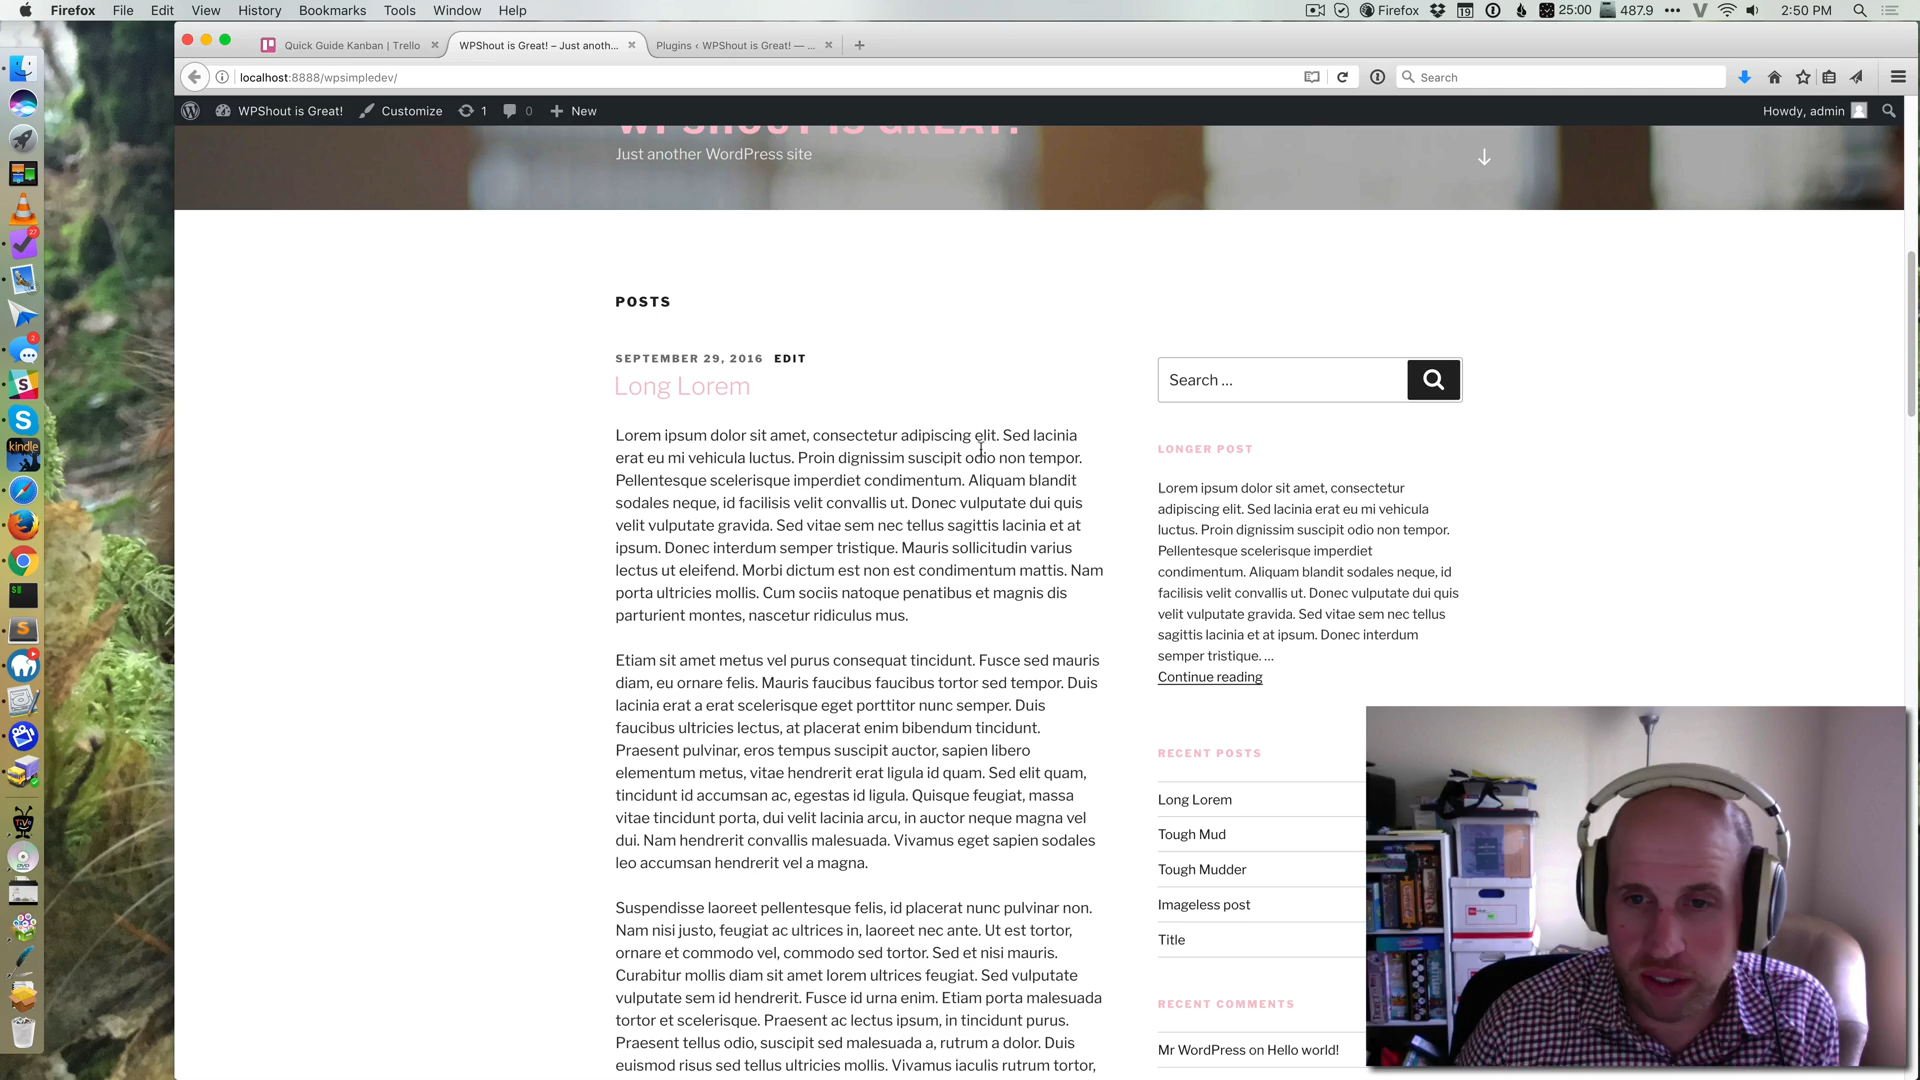 Firefox File Edit View History Bookmarks Tools Window Help
Firefox 19 25:00 487.9 2:50 PM
Quick Guide Kanban | Trello
WPShout is Great! – Just anoth...
Plugins ‹ WPShout is Great! — ...
localhost:8888/wpsimpledev/
Search
WPShout is Great! Customize 1 0 New
Howdy, admin
WPSHOUT IS GREAT!
Just another WordPress site
POSTS
SEPTEMBER 29, 2016 EDIT
Long Lorem
Lorem ipsum dolor sit amet, consectetur adipiscing elit. Sed lacinia
erat eu mi vehicula luctus. Proin dignissim suscipit odio non tempor.
Pellentesque scelerisque imperdiet condimentum. Aliquam blandit
sodales neque, id facilisis velit convallis ut. Donec vulputate dui quis
velit vulputate gravida. Sed vitae sem nec tellus sagittis lacinia et at
ipsum. Donec interdum semper tristique. Mauris sollicitudin varius
lectus ut eleifend. Morbi dictum est non est condimentum mattis. Nam
porta ultricies mollis. Cum sociis natoque penatibus et magnis dis
parturient montes, nascetur ridiculus mus.
Etiam sit amet metus vel purus consequat tincidunt. Fusce sed mauris
diam, eu ornare felis. Mauris faucibus faucibus tortor sed tempor. Duis
lacinia erat a erat scelerisque eget porttitor nunc semper. Duis
faucibus ultricies lectus, at placerat enim bibendum tincidunt.
Praesent pulvinar, eros tempus suscipit auctor, sapien libero
elementum metus, vitae hendrerit erat ligula id quam. Sed elit quam,
tincidunt id accumsan ac, egestas id ligula. Quisque feugiat, massa
vitae tincidunt porta, dui velit lacinia arcu, in auctor neque magna vel
dui. Nam hendrerit convallis malesuada. Vivamus eget sapien sodales
leo accumsan hendrerit vel a magna.
Suspendisse laoreet pellentesque felis, id placerat nunc pulvinar non.
Nam nisi justo, feugiat ac ultrices in, laoreet nec ante. Ut est tortor,
ornare et commodo vel, commodo sed tortor. Sed et nisi mauris.
Curabitur mollis diam sit amet lorem ultrices feugiat. Sed vulputate
vulputate sem id hendrerit. Fusce id urna enim. Etiam porta malesuada
tortor et scelerisque. Praesent ac lectus ipsum, in tincidunt purus.
Praesent tellus odio, suscipit sed malesuada a, rutrum a dolor. Duis
euismod risus sed tellus ultricies mollis. Vivamus iaculis rutrum tortor,
Search ...
LONGER POST
Lorem ipsum dolor sit amet, consectetur
adipiscing elit. Sed lacinia erat eu mi vehicula
luctus. Proin dignissim suscipit odio non tempor.
Pellentesque scelerisque imperdiet
condimentum. Aliquam blandit sodales neque, id
facilisis velit convallis ut. Donec vulputate dui quis
velit vulputate gravida. Sed vitae sem nec tellus
sagittis lacinia et at ipsum. Donec interdum
semper tristique. ...
Continue reading
RECENT POSTS
Long Lorem
Tough Mud
Tough Mudder
Imageless post
Title
RECENT COMMENTS
Mr WordPress on Hello world!
27
2
kindle
TiVo
DVD